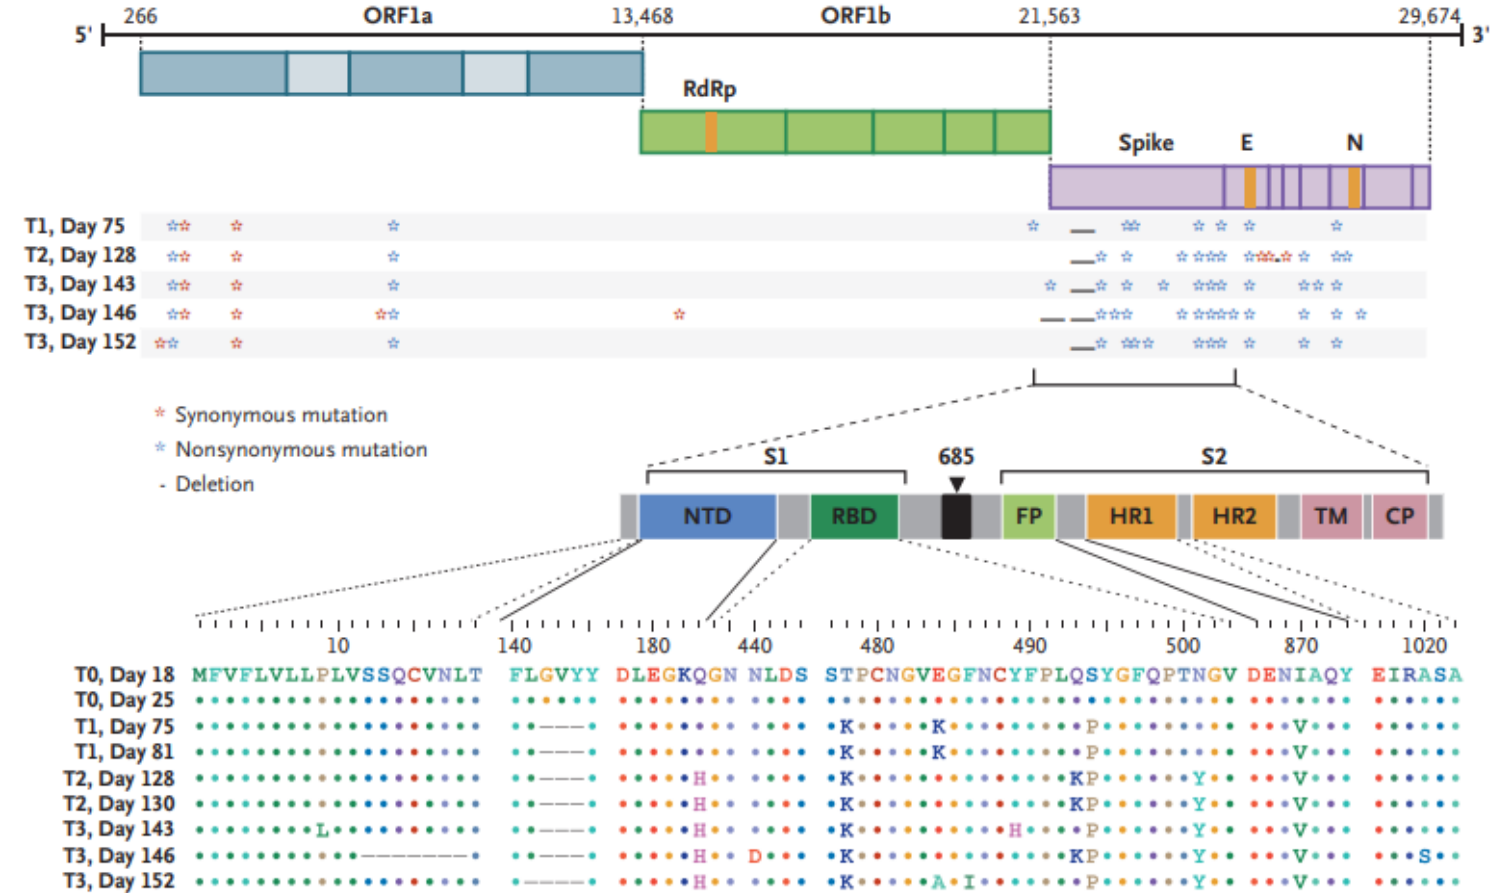 266 ORF1a 13,468 ORF1b 21,563 29,674
5' 3'
RdRp
Spike E N
T1, Day 75
T2, Day 128
T3, Day 143
T3, Day 146
T3, Day 152
* Synonymous mutation
* Nonsynonymous mutation
- Deletion
S1 685 S2
NTD RBD FP HR1 HR2 TM CP
10 140 180 440 480 490 500 870 1020
T0, Day 18 MFVFLVLLPLVSSQCVNLT FLGVYY DLEGKQGN NLDS STPCNGVEGFNCYFPLQSYGFQPTNGV DENIAQY EIRASA
T0, Day 25
T1, Day 75 K K P V
T1, Day 81 K K P V
T2, Day 128 H K K P Y V
T2, Day 130 H K K P Y V
T3, Day 143 L H K H P Y V
T3, Day 146 H D K K P Y V S
T3, Day 152 H K A I P Y V